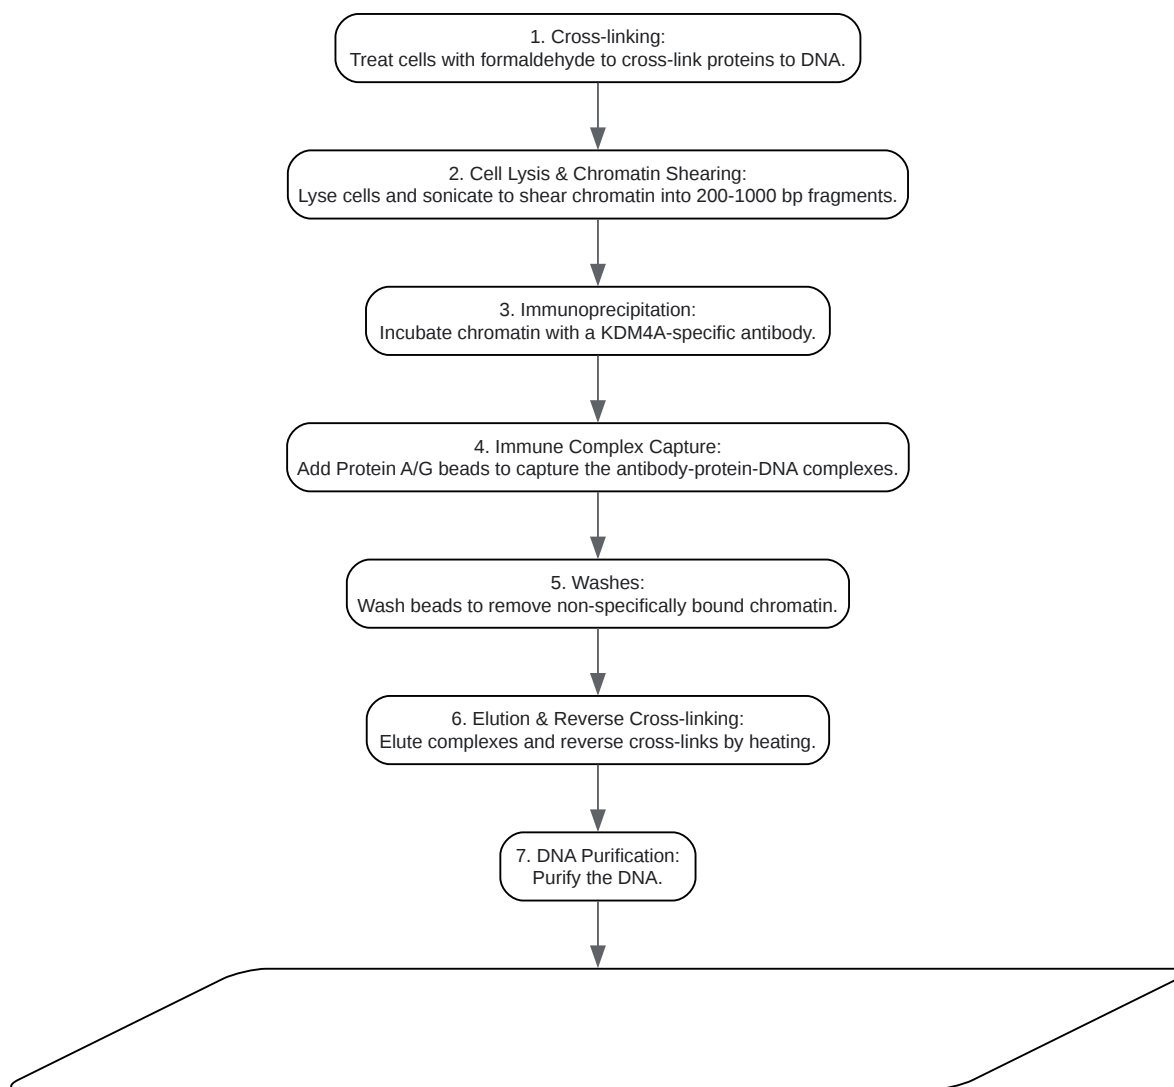 1. Cross-linking:
Treat cells with formaldehyde to cross-link proteins to DNA.
2. Cell Lysis & Chromatin Shearing:
Lyse cells and sonicate to shear chromatin into 200-1000 bp fragments.
3. Immunoprecipitation:
Incubate chromatin with a KDM4A-specific antibody.
4. Immune Complex Capture:
Add Protein A/G beads to capture the antibody-protein-DNA complexes.
5. Washes:
Wash beads to remove non-specifically bound chromatin.
6. Elution & Reverse Cross-linking:
Elute complexes and reverse cross-links by heating.
7. DNA Purification:
Purify the DNA.